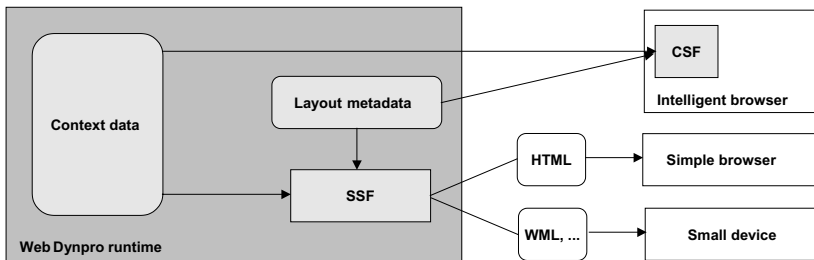 CSF
Intelligent browser
Layout metadata
Context data
HTML
Simple browser
SSF
WML, ...
Small device
Web Dynpro runtime